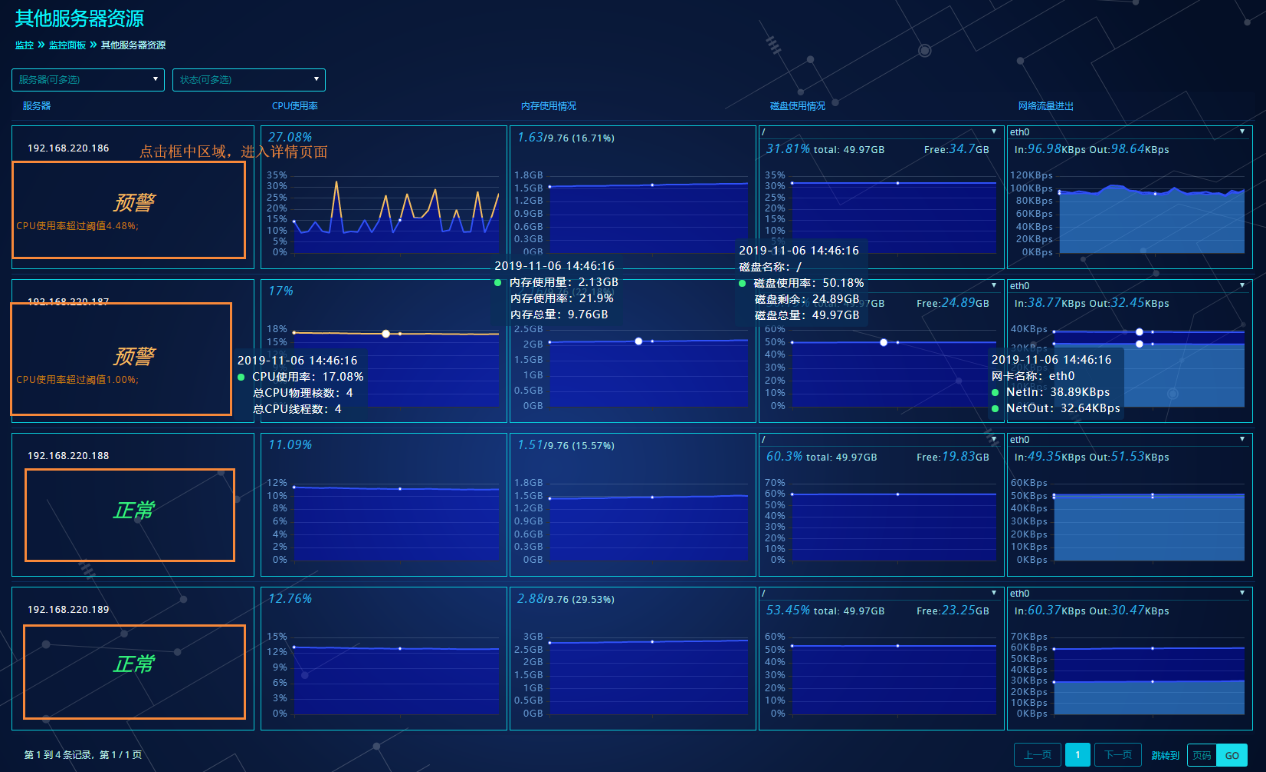 其他服务器资源
监控 » 监控面板 » 其他服务器资源
服务器(可多选) ▼
状态(可多选) ▼
服务器 CPU使用率 内存使用情况 磁盘使用情况 网络流量进出
192.168.220.186
点击框中区域，进入详情页面
预警
CPU使用率超过阈值4.48%;
27.08%
35%
30%
25%
20%
15%
10%
5%
0%
1.63/9.76 (16.71%)
1.8GB
1.5GB
1.2GB
0.9GB
0.6GB
0.3GB
0GB
/ ▼
31.81% total: 49.97GB Free:34.7GB
35%
30%
25%
20%
15%
10%
5%
0%
eth0 ▼
In:96.98KBps Out:98.64KBps
120KBps
100KBps
80KBps
60KBps
40KBps
20KBps
0KBps
192.168.220.187
预警
CPU使用率超过阈值1.00%;
17%
18%
15%
2019-11-06 14:46:16
CPU使用率：17.08%
总CPU物理核数：4
总CPU线程数：4
2019-11-06 14:46:16
内存使用量：2.13GB
内存使用率：21.9%
内存总量：9.76GB
2.5GB
2GB
1.5GB
1GB
0.5GB
0GB
2019-11-06 14:46:16
磁盘名称：/
磁盘使用率：50.18%
磁盘剩余：24.89GB
磁盘总量：49.97GB
▼
Free:24.89GB
60%
50%
40%
30%
20%
10%
0%
eth0 ▼
In:38.77KBps Out:32.45KBps
40KBps
30KBps
2019-11-06 14:46:16
网卡名称：eth0
NetIn：38.89KBps
NetOut：32.64KBps
192.168.220.188
正常
11.09%
12%
10%
8%
6%
4%
2%
0%
1.51/9.76 (15.57%)
1.8GB
1.5GB
1.2GB
0.9GB
0.6GB
0.3GB
0GB
/ ▼
60.3% total: 49.97GB Free:19.83GB
70%
60%
50%
40%
30%
20%
10%
0%
eth0 ▼
In:49.35KBps Out:51.53KBps
60KBps
50KBps
40KBps
30KBps
20KBps
10KBps
0KBps
192.168.220.189
正常
12.76%
15%
12%
9%
6%
3%
0%
2.88/9.76 (29.53%)
3GB
2.5GB
2GB
1.5GB
1GB
0.5GB
0GB
/ ▼
53.45% total: 49.97GB Free:23.25GB
60%
50%
40%
30%
20%
10%
0%
eth0 ▼
In:60.37KBps Out:30.47KBps
70KBps
60KBps
50KBps
40KBps
30KBps
20KBps
10KBps
0KBps
第 1 到 4 条记录，第 1 / 1 页
上一页 1 下一页 跳转到 页码 GO